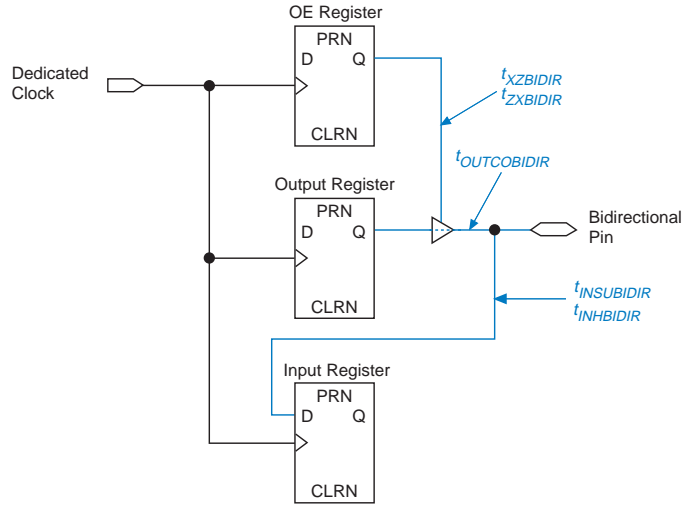 OE Register
PRN
D Q
CLRN
Dedicated
Clock
tXZBIDIR
tZXBIDIR
tOUTCOBIDIR
Output Register
PRN
D Q
CLRN
Bidirectional
Pin
tINSUBIDIR
tINHBIDIR
Input Register
PRN
D Q
CLRN